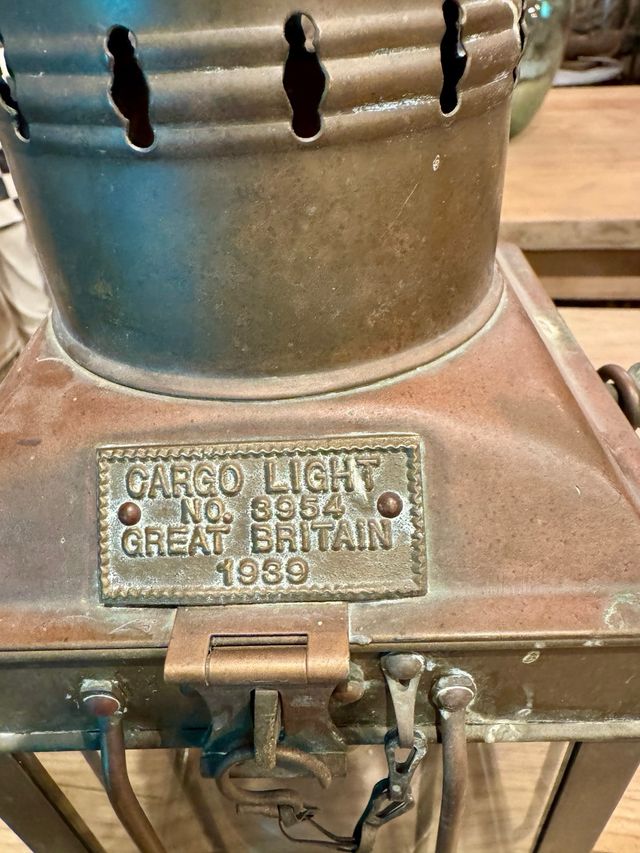 CARGO LIGHT
NO. 3954
GREAT BRITAIN
1939